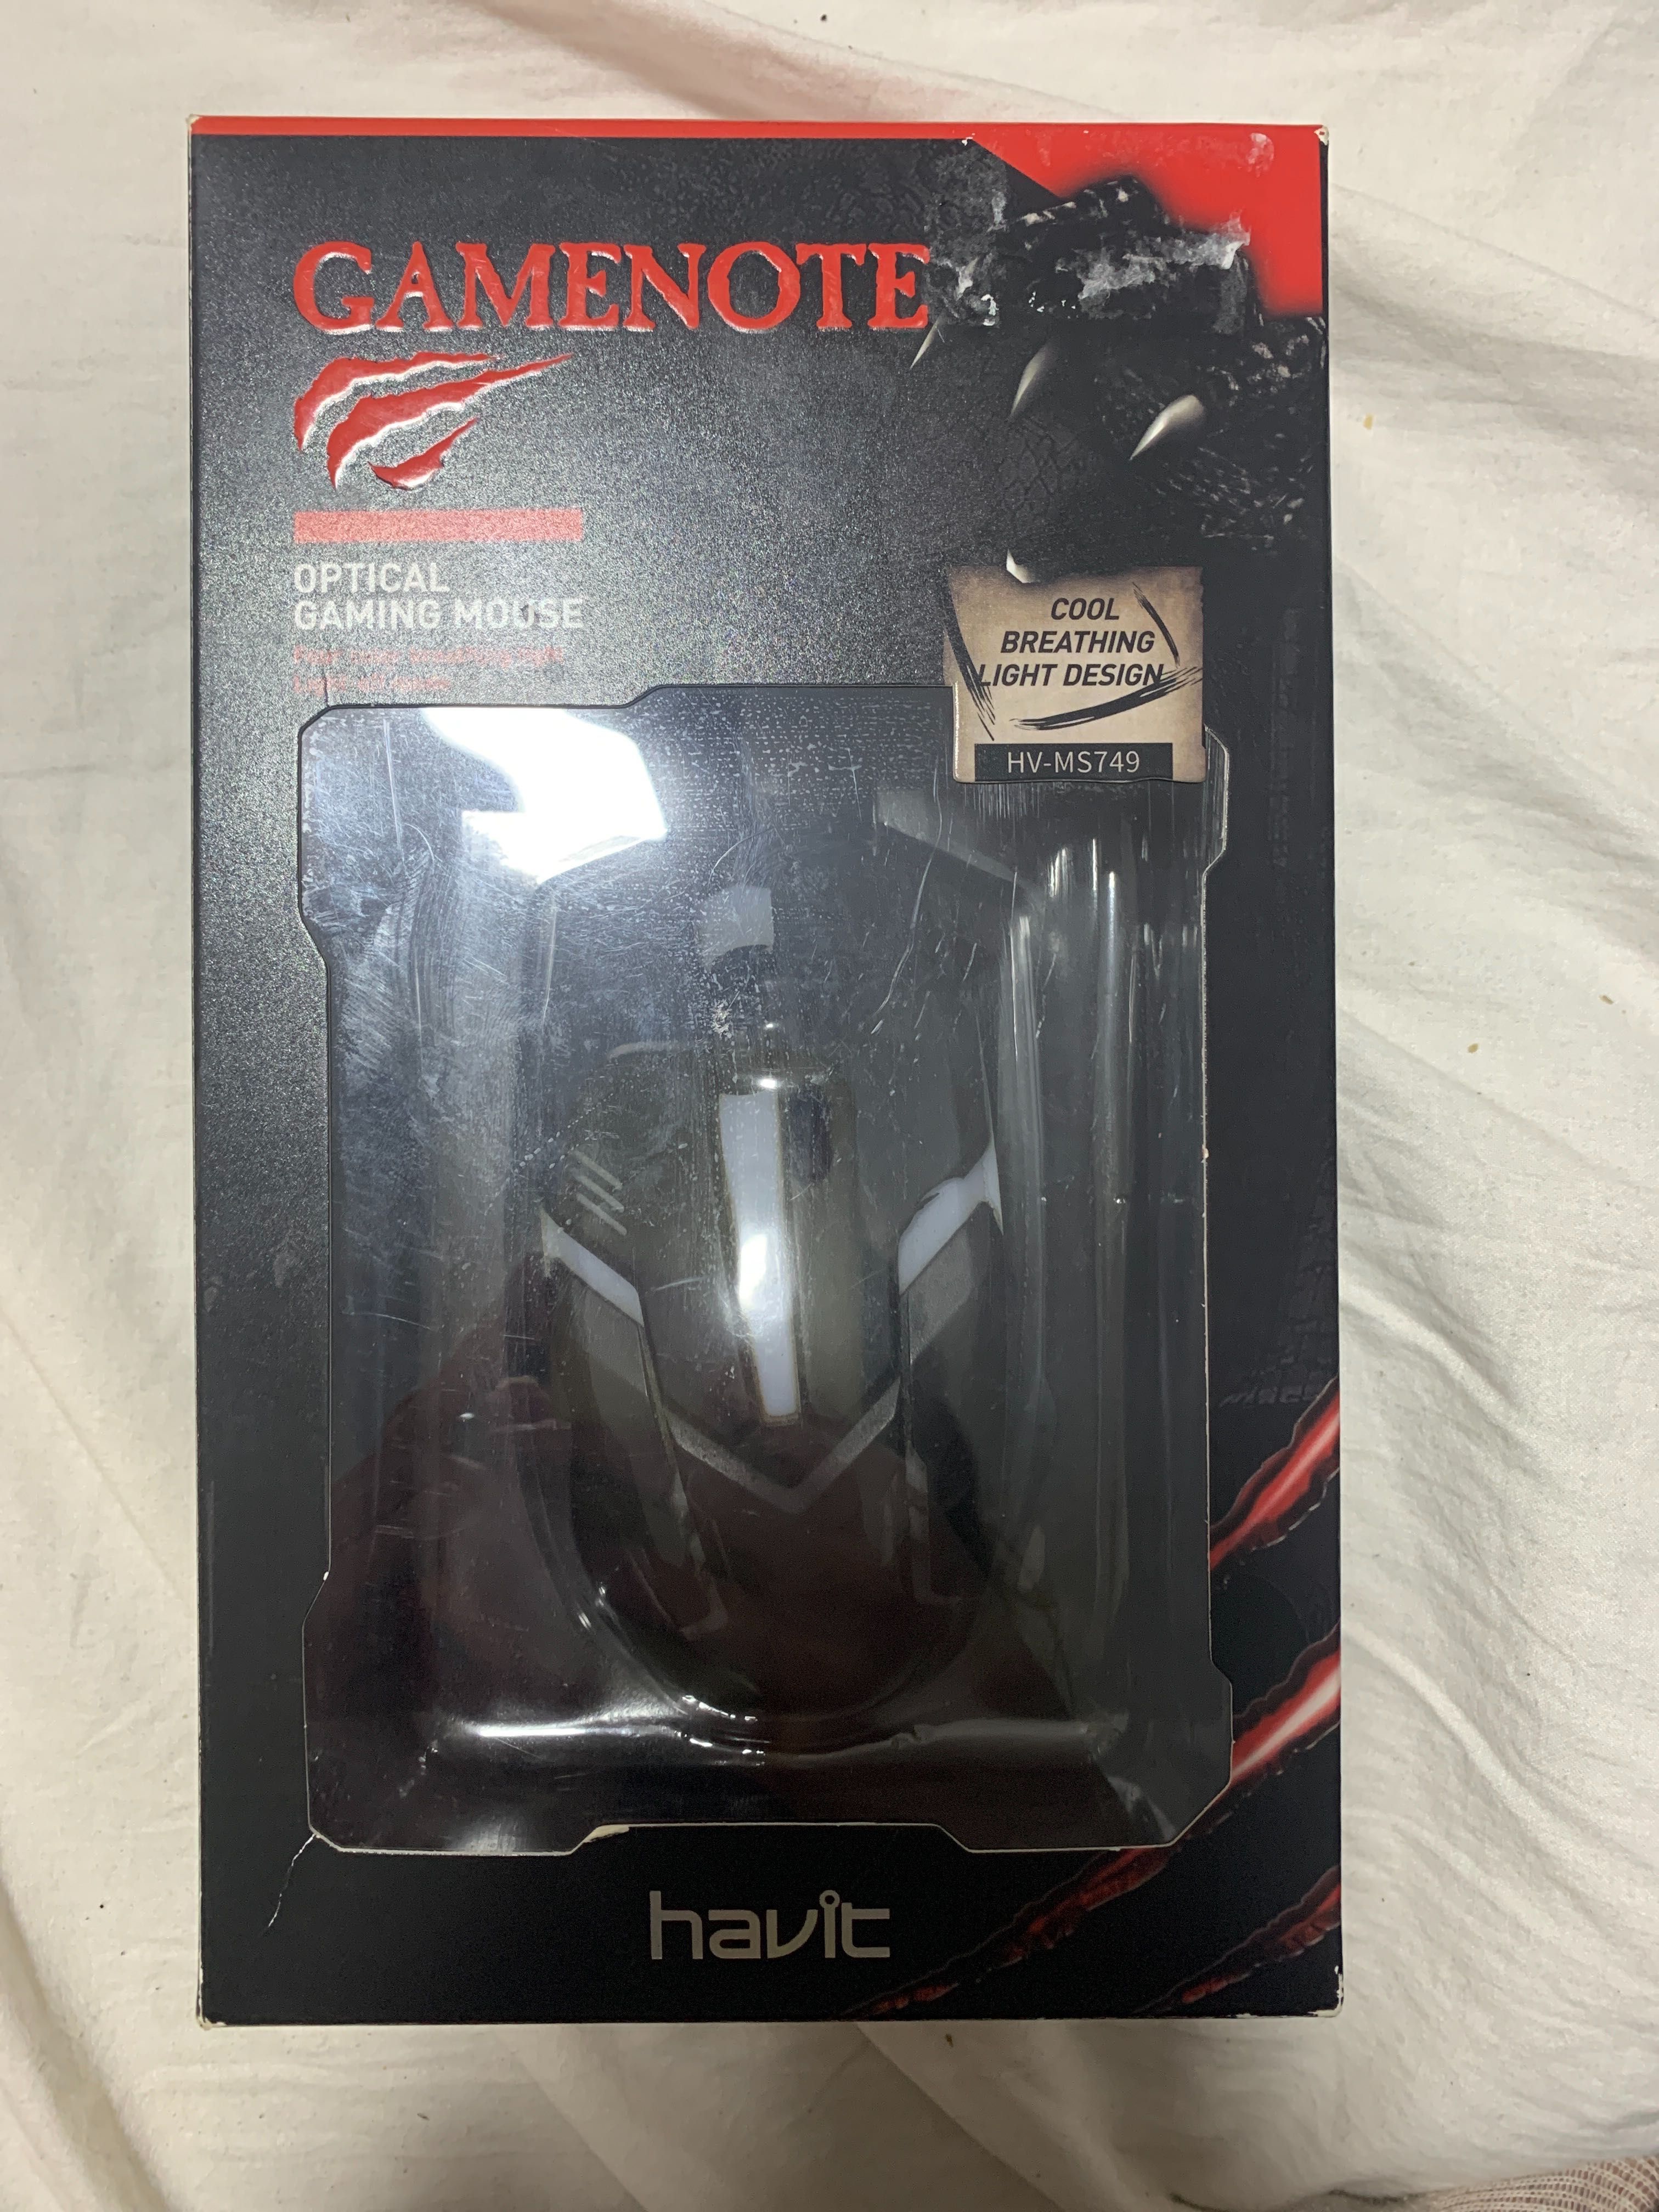 GAMENOTE
OPTICAL
GAMING MOUSE
COOL
BREATHING
LIGHT DESIGN
HV-MS749
havit